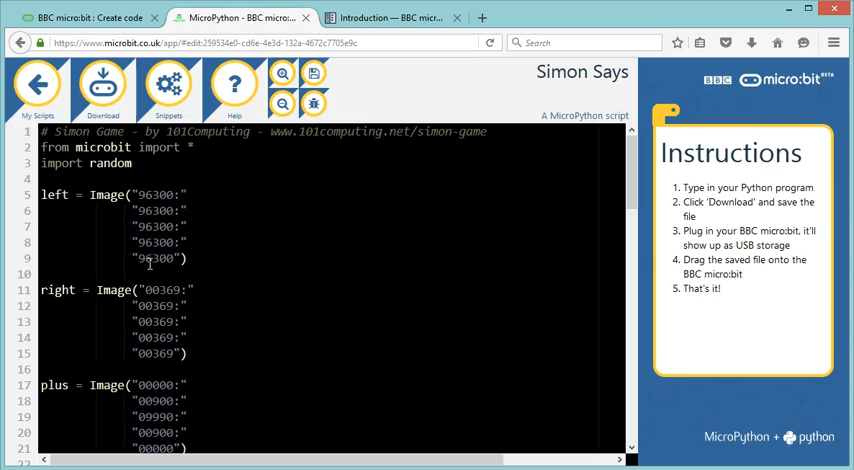 BBC micro:bit : Create code
MicroPython - BBC micro:...
Introduction — BBC micr...
https://www.microbit.co.uk/app/#edit:259534e0-cd6e-4e3d-132a-4672c7705e9c
Search
My Scripts
Download
Snippets
Help
Simon Says
A MicroPython script
BBC micro:bit BETA
1 # Simon Game - by 101Computing - www.101computing.net/simon-game
2 from microbit import *
3 import random
4
5 left = Image("96300:"
6 "96300:"
7 "96300:"
8 "96300:"
9 "96300")
10
11 right = Image("00369:"
12 "00369:"
13 "00369:"
14 "00369:"
15 "00369")
16
17 plus = Image("00000:"
18 "00900:"
19 "09990:"
20 "00900:"
21 "00000")
22
Instructions
1. Type in your Python program
2. Click 'Download' and save the
file
3. Plug in your BBC micro:bit, it'll
show up as USB storage
4. Drag the saved file onto the
BBC micro:bit
5. That's it!
MicroPython + python